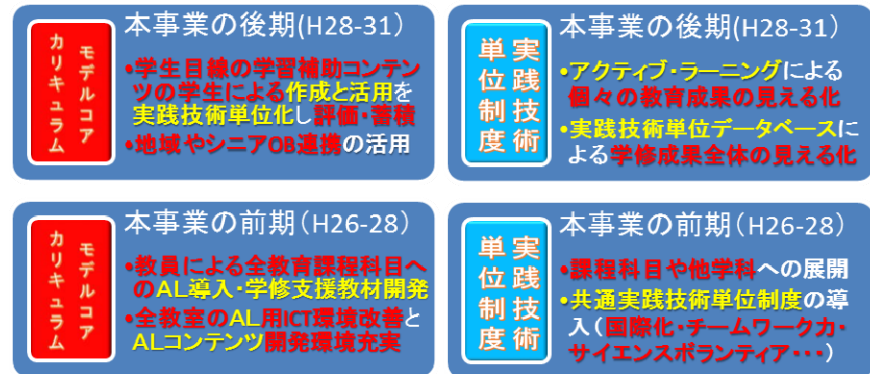 モデルコア
カリキュラム
本事業の後期(H28-31)
•学生目線の学習補助コンテン
ツの学生による作成と活用を
実践技術単位化し評価・蓄積
•地域やシニアOB連携の活用
実践技術
単位制度
本事業の後期(H28-31)
•アクティブ・ラーニングによる
個々の教育成果の見える化
•実践技術単位データベースに
よる学修成果全体の見える化
モデルコア
カリキュラム
本事業の前期(H26-28)
•教員による全教育課程科目へ
のAL導入・学修支援教材開発
•全教室のAL用ICT環境改善と
ALコンテンツ開発環境充実
実践技術
単位制度
本事業の前期(H26-28)
•課程科目や他学科への展開
•共通実践技術単位制度の導
入(国際化・チームワーク力・
サイエンスボランティア・・・)